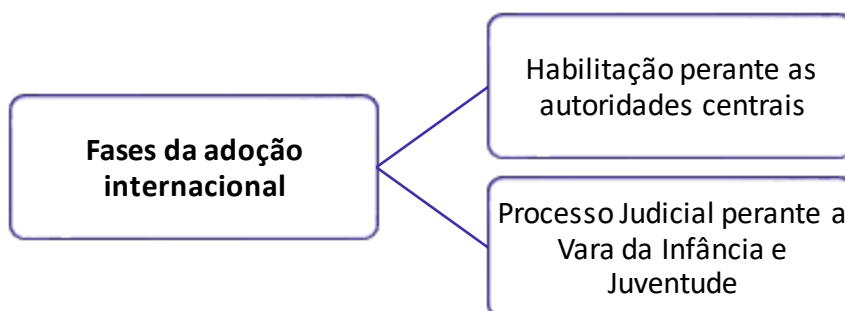 Habilitação perante as
autoridades centrais
Fases da adoção
internacional
Processo Judicial perante a
Vara da Infância e
Juventude